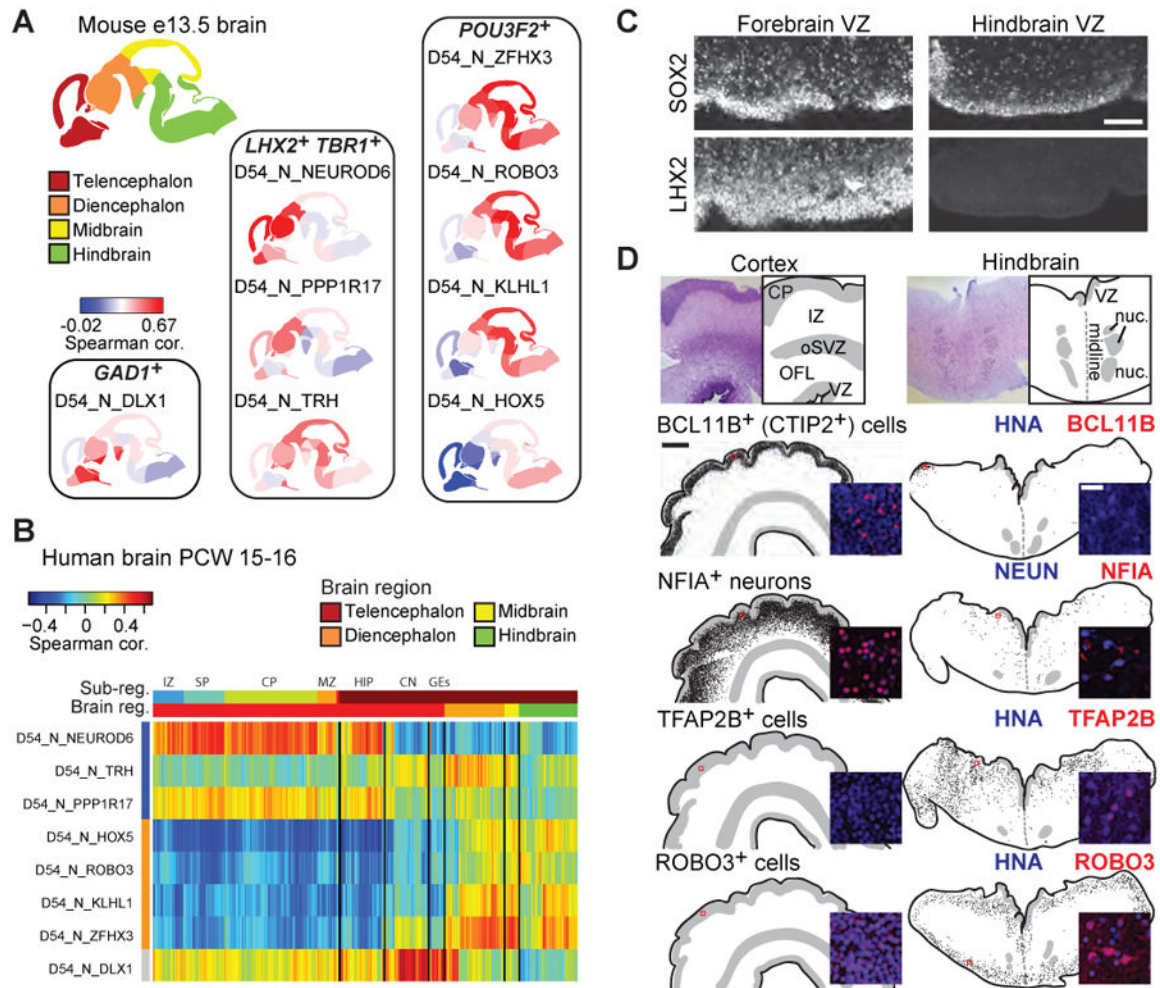 A
Mouse e13.5 brain
Telencephalon
Diencephalon
Midbrain
Hindbrain
-0.02 0.67
Spearman cor.
GAD1+
D54_N_DLX1
LHX2+ TBR1+
D54_N_NEUROD6
D54_N_PPP1R17
D54_N_TRH
POU3F2+
D54_N_ZFHX3
D54_N_ROBO3
D54_N_KLHL1
D54_N_HOX5
B
Human brain PCW 15-16
−0.4 0.4
Spearman cor.
Brain region
Telencephalon
Midbrain
Diencephalon
Hindbrain
IZ SP CP MZ HIP CN GEs
Sub-reg.
Brain reg.
D54_N_NEUROD6
D54_N_TRH
D54_N_PPP1R17
D54_N_HOX5
D54_N_ROBO3
D54_N_KLHL1
D54_N_ZFHX3
D54_N_DLX1
C
Forebrain VZ Hindbrain VZ
SOX2
LHX2
D
Cortex
CP
IZ
oSVZ
OFL
VZ
Hindbrain
VZ
nuc.
midline
nuc.
BCL11B+ (CTIP2+) cells
HNA BCL11B
NFIA+ neurons
NEUN NFIA
TFAP2B+ cells
HNA TFAP2B
ROBO3+ cells
HNA ROBO3